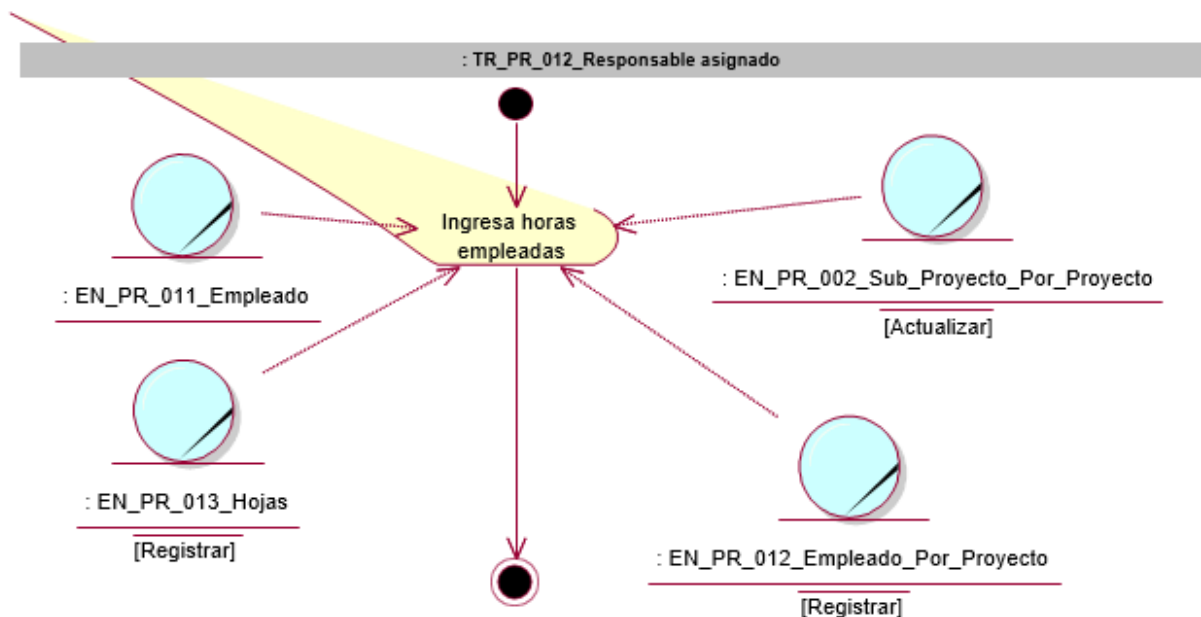 : TR_PR_012_Responsable asignado
Ingresa horas
empleadas
: EN_PR_011_Empleado
: EN_PR_002_Sub_Proyecto_Por_Proyecto
[Actualizar]
: EN_PR_013_Hojas
[Registrar]
: EN_PR_012_Empleado_Por_Proyecto
[Registrar]